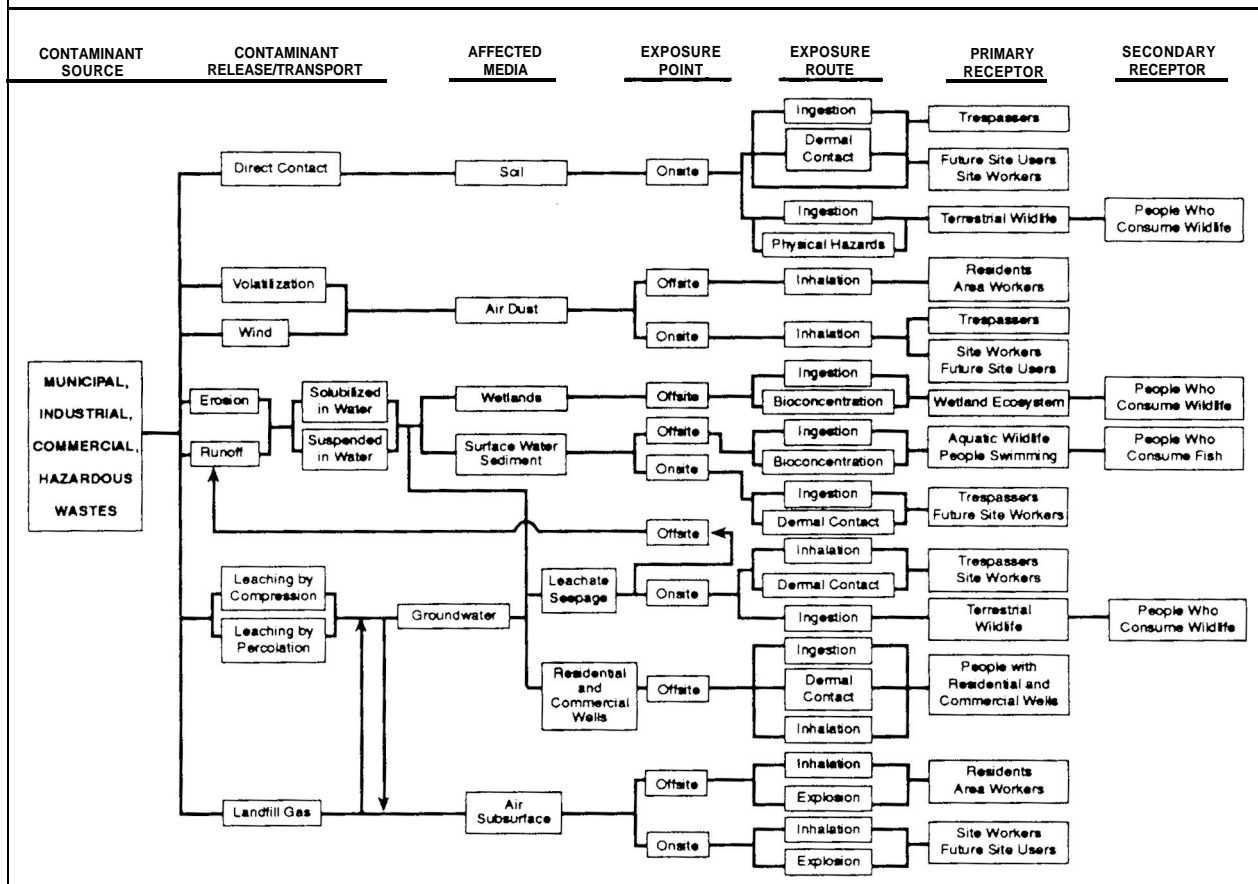 CONTAMINANT
SOURCE
CONTAMINANT
RELEASE/TRANSPORT
AFFECTED
MEDIA
EXPOSURE
POINT
EXPOSURE
ROUTE
PRIMARY
RECEPTOR
SECONDARY
RECEPTOR
MUNICIPAL,
INDUSTRIAL,
COMMERCIAL,
HAZARDOUS
WASTES
Direct Contact
Soil
Onsite
Ingestion
Dermal
Contact
Trespassers
Future Site Users
Site Workers
Ingestion
Physical Hazards
Terrestrial Wildlife
People Who
Consume Wildlife
Volatilization
Wind
Air Dust
Offsite
Inhalation
Residents
Area Workers
Onsite
Inhalation
Trespassers
Site Workers
Future Site Users
Erosion
Runoff
Solubilized
in Water
Suspended
in Water
Wetlands
Offsite
Ingestion
Bioconcentration
Wetland Ecosystem
People Who
Consume Wildlife
Surface Water
Sediment
Offsite
Ingestion
Bioconcentration
Aquatic Wildlife
People Swimming
People Who
Consume Fish
Onsite
Ingestion
Dermal Contact
Trespassers
Future Site Workers
Offsite
Leaching by
Compression
Leaching by
Percolation
Groundwater
Leachate
Seepage
Onsite
Inhalation
Dermal Contact
Trespassers
Site Workers
Ingestion
Terrestrial
Wildlife
People Who
Consume Wildlife
Residential
and
Commercial
Wells
Offsite
Ingestion
Dermal
Contact
Inhalation
People with
Residential and
Commercial Wells
Landfill Gas
Air
Subsurface
Offsite
Inhalation
Explosion
Residents
Area Workers
Onsite
Inhalation
Explosion
Site Workers
Future Site Users